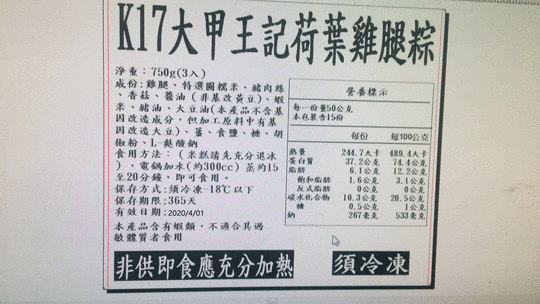 K17大甲王記荷葉雞腿粽
淨重：750g(3入)
成份：雞腿、特選圓糯米、豬肉絲
、香菇、醬油（非基改黃豆）、蝦
米、豬油、大豆油(本產品不含基
因改造成分，但加工原料中有基
因改造大豆)、薑、食鹽、糖、胡
椒粉、L-麩酸鈉
食用方法：（米糕請先充分退冰
），電鍋加水(約300cc）蒸約15
至20分鐘，即可食用。
保存方式:須冷凍-18℃以下
保存期限:365天
有效日期:2020/4/01
本產品含有蝦類，不適合其過
敏體質者食用
營養標示
每一份量50公克
本包裝含15份
每份 每100公克
熱量 244.7大卡 489.4大卡
蛋白質 37.2公克 74.4公克
脂肪 6.1公克 12.2公克
飽和脂肪 1.6公克 3.1公克
反式脂肪 0公克 0公克
碳水化合物 10.3公克 20.5公克
糖 0.5公克 1公克
鈉 267毫克 533毫克
非供即食應充分加熱
須冷凍